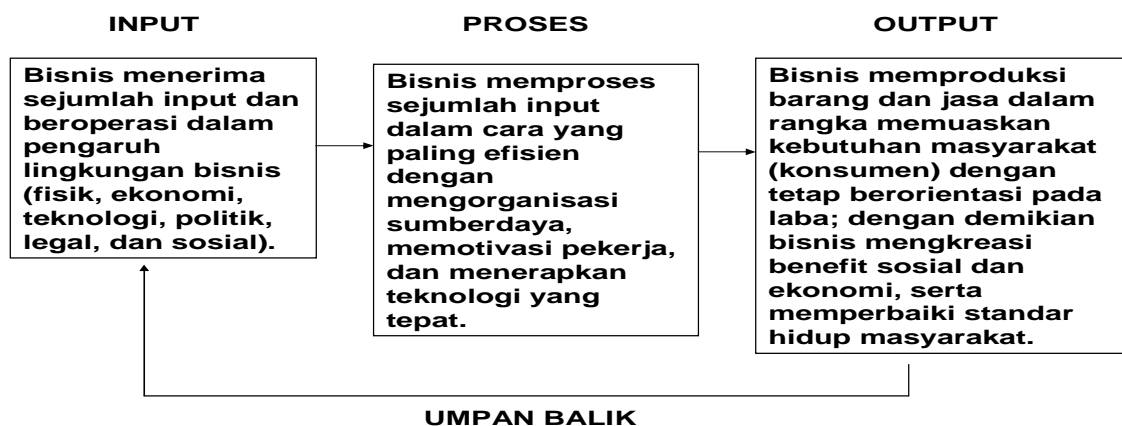 INPUT
Bisnis menerima
sejumlah input dan
beroperasi dalam
pengaruh
lingkungan bisnis
(fisik, ekonomi,
teknologi, politik,
legal, dan sosial).
PROSES
Bisnis memproses
sejumlah input
dalam cara yang
paling efisien
dengan
mengorganisasi
sumberdaya,
memotivasi pekerja,
dan menerapkan
teknologi yang
tepat.
OUTPUT
Bisnis memproduksi
barang dan jasa dalam
rangka memuaskan
kebutuhan masyarakat
(konsumen) dengan
tetap berorientasi pada
laba; dengan demikian
bisnis mengkreasi
benefit sosial dan
ekonomi, serta
memperbaiki standar
hidup masyarakat.
UMPAN BALIK